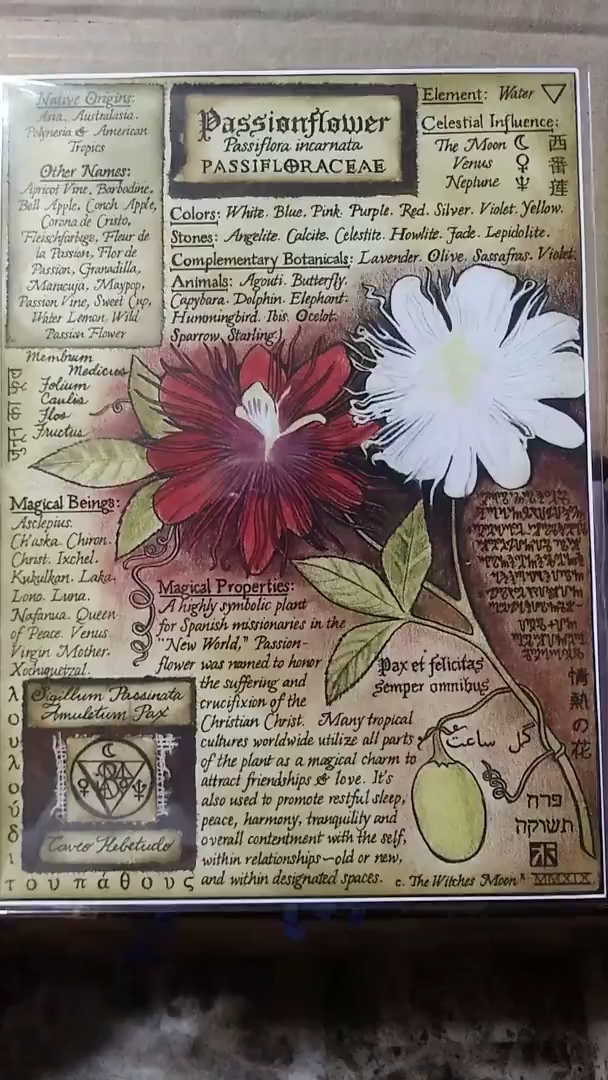 Native Origins:
Asia. Australasia.
Polynesia & American
Tropics
Other Names:
Apricot Vine. Barbadine.
Bell Apple. Conch Apple,
Corona de Cristo,
Fleischfarbige, Fleur de
la Passion, Flor de
Passion, Granadilla,
Maracuja, Maypop,
Passion Vine, Sweet Cup,
Water Lemon, Wild
Passion Flower
Passionflower
Passiflora incarnata
PASSIFLORACEAE
Element: Water
Celestial Influence:
The Moon
Venus
Neptune
西番蓮
Colors: White. Blue. Pink. Purple. Red. Silver. Violet. Yellow.
Stones: Angelite. Calcite. Celestite. Howlite. Jade. Lepidolite.
Complementary Botanicals: Lavender. Olive. Sassafras. Violet.
Animals: Agouti. Butterfly.
Capybara. Dolphin. Elephant.
Hummingbird. Ibis. Ocelot.
Sparrow. Starling.
Membrum
Medicus
Folium
Caulis
Flos
Fructus
जुनून का फूल
Magical Beings:
Asclepius.
Ch'aska. Chiron.
Christ. Ixchel.
Kukulkan. Laka.
Lono. Luna.
Nafanua. Queen
of Peace. Venus.
Virgin Mother.
Xochiquetzal.
Magical Properties:
A highly symbolic plant
for Spanish missionaries in the
"New World," Passion-
flower was named to honor
the suffering and
crucifixion of the
Christian Christ. Many tropical
cultures worldwide utilize all parts
of the plant as a magical charm to
attract friendships & love. It's
also used to promote restful sleep,
peace, harmony, tranquility and
overall contentment with the self,
within relationships—old or new,
and within designated spaces.
Pax et felicitas
semper omnibus
情熱の花
گل ساعت
פרח
תשוקה
Sigillum Passinata
Amuletum Pax
Caveo Hebetudo
λουλούδι
του πάθους
c. The Witches Moon R MMXIX